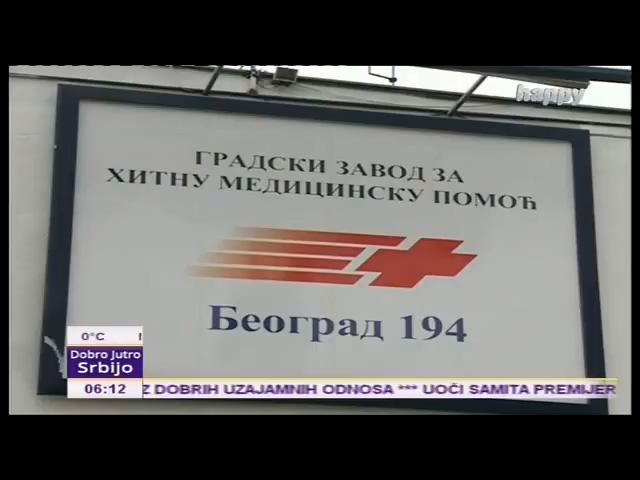 happy
ГРАДСКИ ЗАВОД ЗА
ХИТНУ МЕДИЦИНСКУ ПОМОЋ
Београд 194
0°C
Dobro Jutro
Srbijo
06:12
Z DOBRIH UZAJAMNIH ODNOSA *** UOČI SAMITA PREMIJER